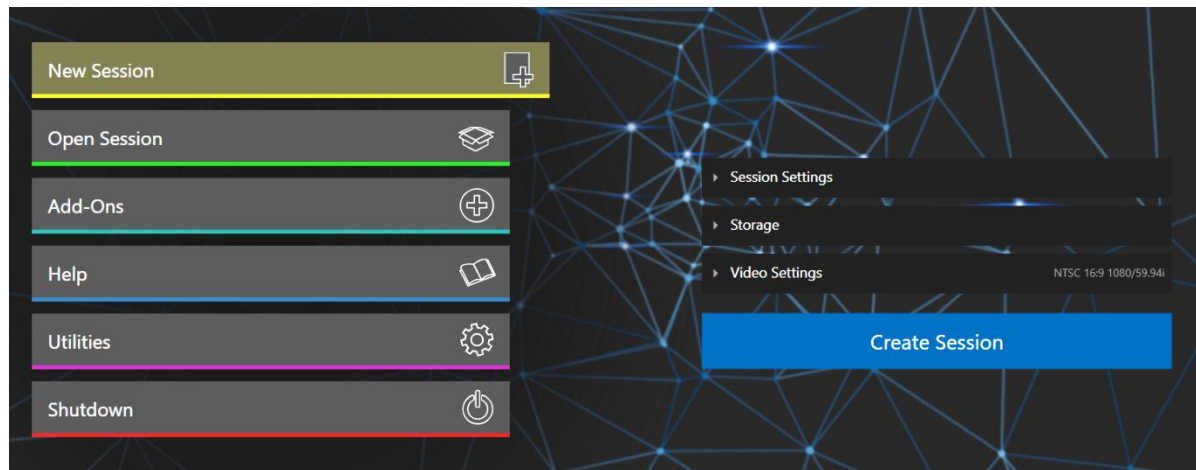 New Session
Open Session
Add-Ons
Help
Utilities
Shutdown
Session Settings
Storage
Video Settings NTSC 16:9 1080/59.94i
Create Session